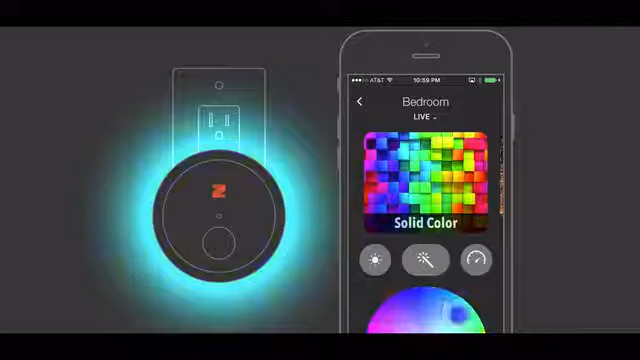 AT&T
10:59 PM
Bedroom
LIVE
Solid Color
Z